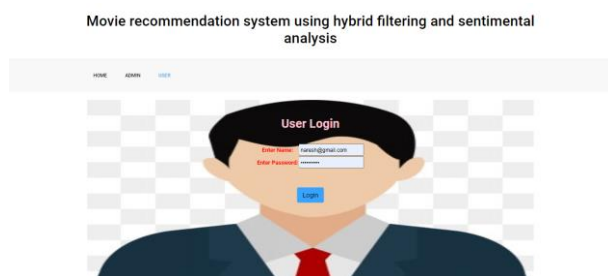 Movie recommendation system using hybrid filtering and sentimental
analysis
HOME ADMIN USER
User Login
Enter Name: naresh@gmail.com
Enter Password: •••••••••
Login